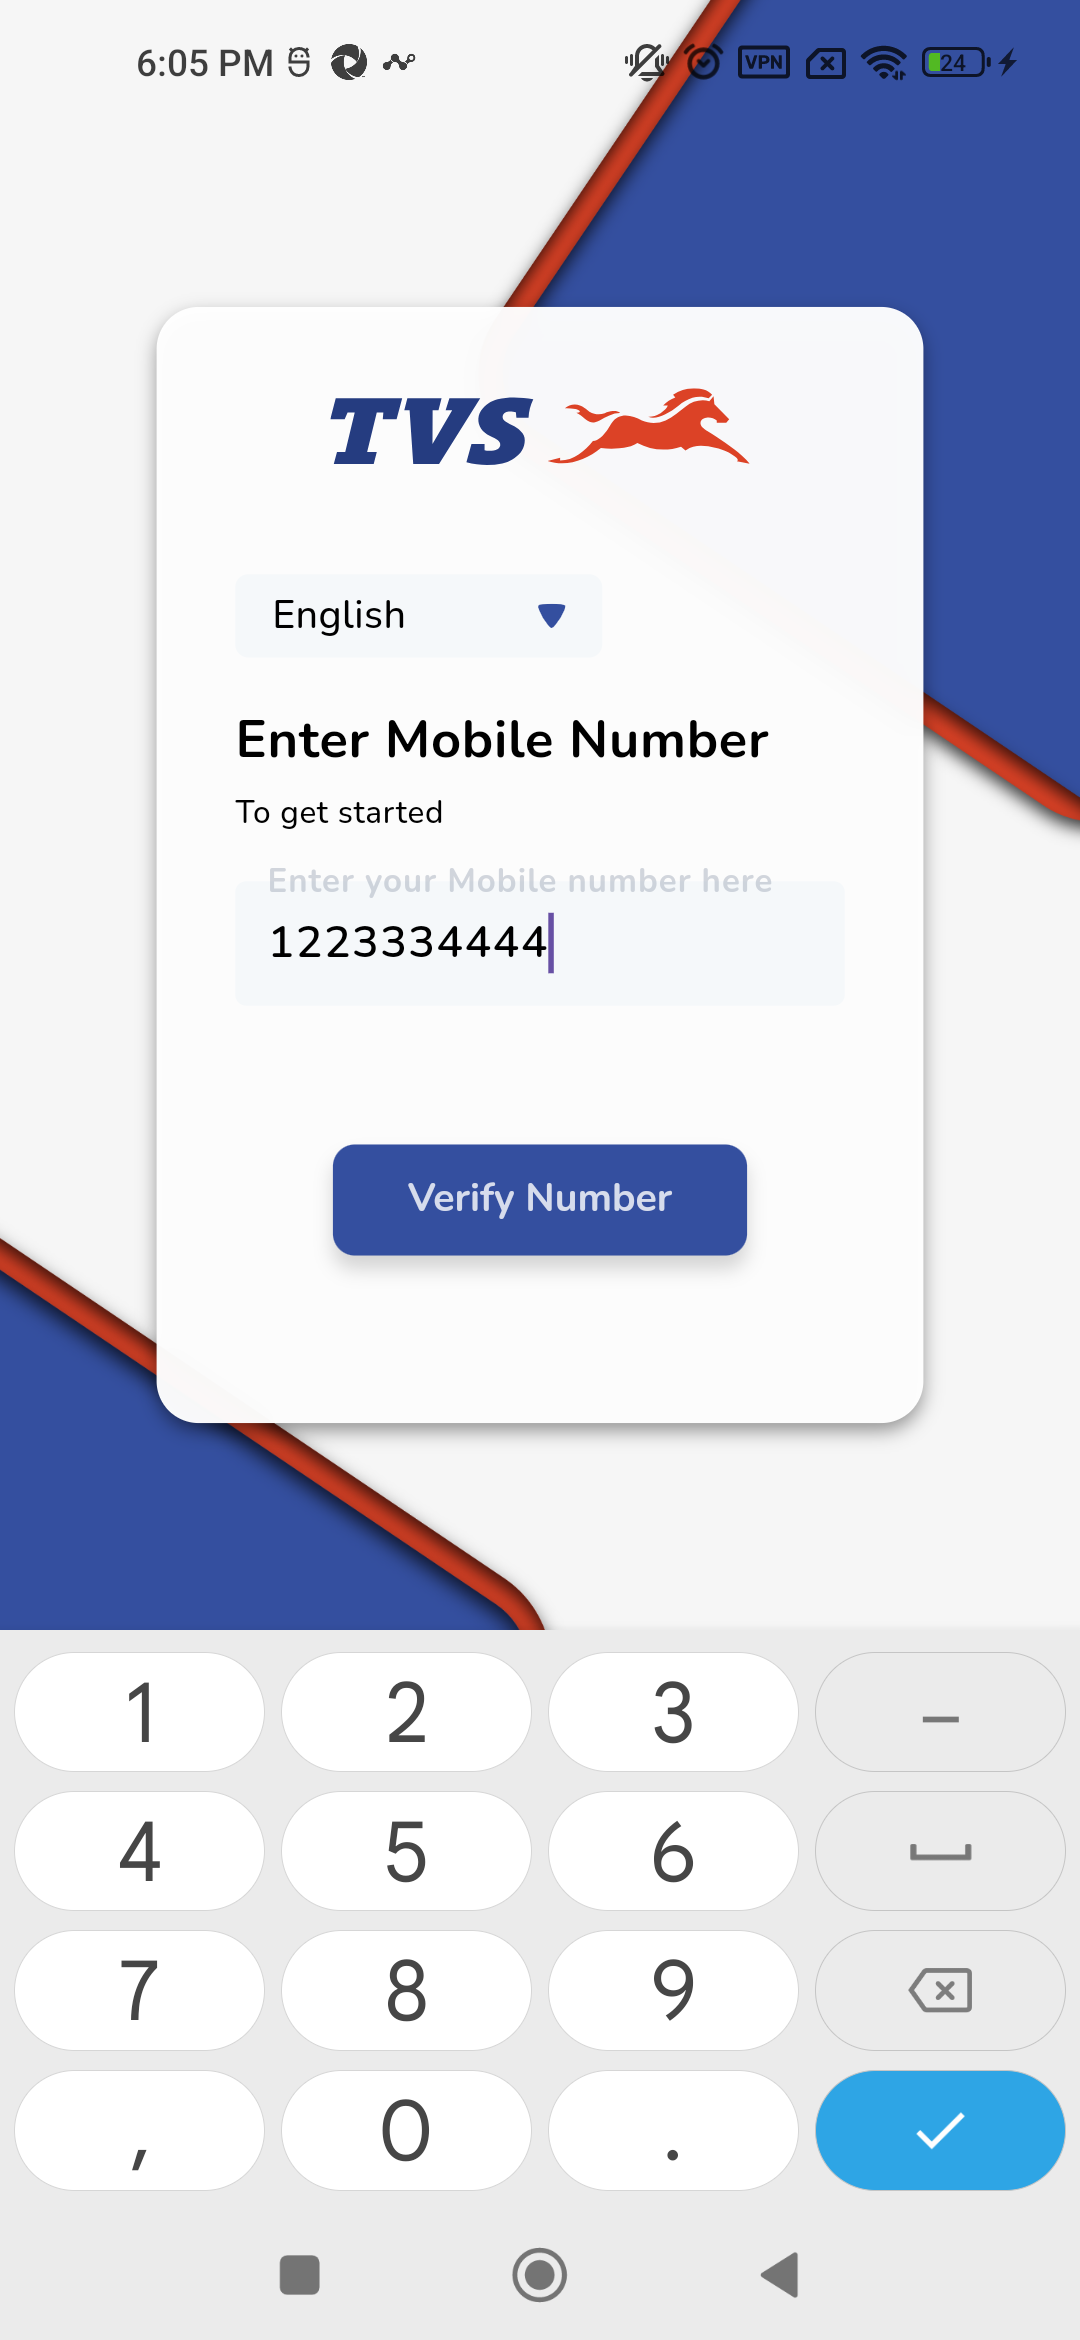 6:05 PM VPN 24
TVS
English
Enter Mobile Number
To get started
Enter your Mobile number here
1223334444
Verify Number
1 2 3 –
4 5 6
7 8 9
, 0 .